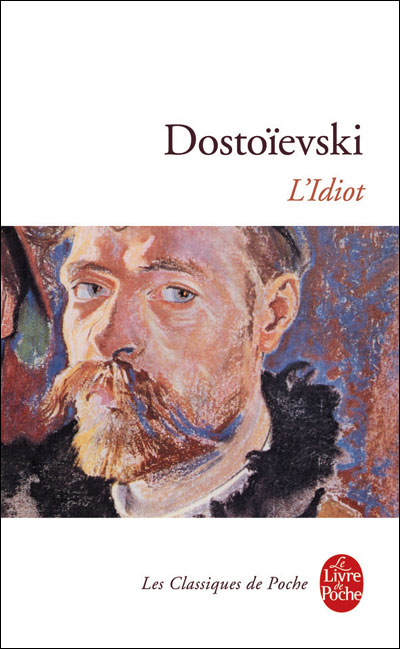 Dostoïevski
L'Idiot
Les Classiques de Poche
Le
Livre
de
Poche